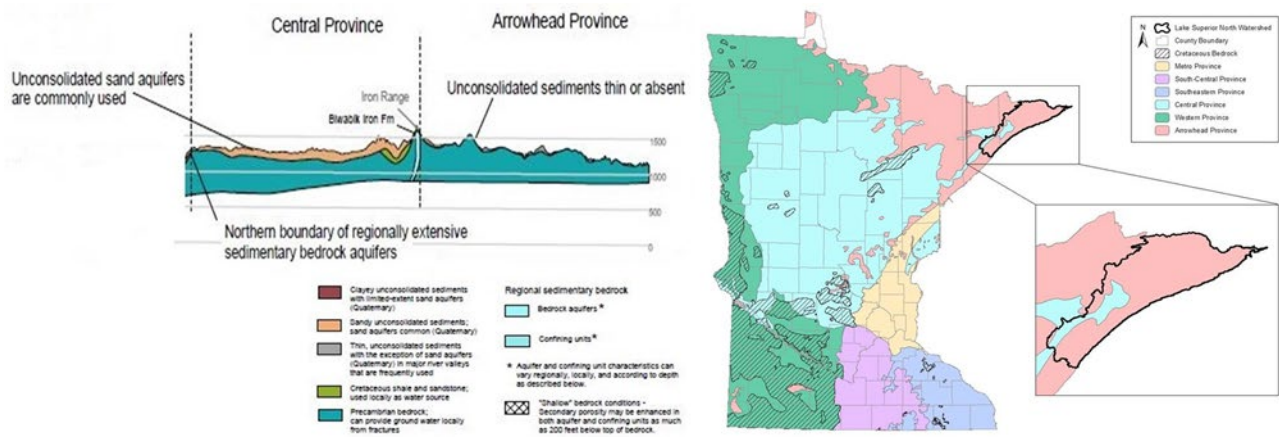 Central Province
Arrowhead Province
Unconsolidated sand aquifers
are commonly used
Iron Range
Biwabik Iron Fm
Unconsolidated sediments thin or absent
1500
1000
500
0
Northern boundary of regionally extensive
sedimentary bedrock aquifers
Clayey unconsolidated sediments
with limited-extent sand aquifers
(Quaternary)
Sandy unconsolidated sediments;
sand aquifers common (Quaternary)
Thin, unconsolidated sediments
with the exception of sand aquifers
(Quaternary) in major river valleys
that are frequently used
Cretaceous shale and sandstone;
used locally as water source
Precambrian bedrock;
can provide ground water locally
from fractures
Regional sedimentary bedrock
Bedrock aquifers *
Confining units *
* Aquifer and confining unit characteristics can
vary regionally, locally, and according to depth
as described below.
"Shallow" bedrock conditions -
Secondary porosity may be enhanced in
both aquifer and confining units as much
as 200 feet below top of bedrock.
N
Lake Superior North Watershed
County Boundary
Cretaceous Bedrock
Metro Province
South-Central Province
Southeastern Province
Central Province
Western Province
Arrowhead Province